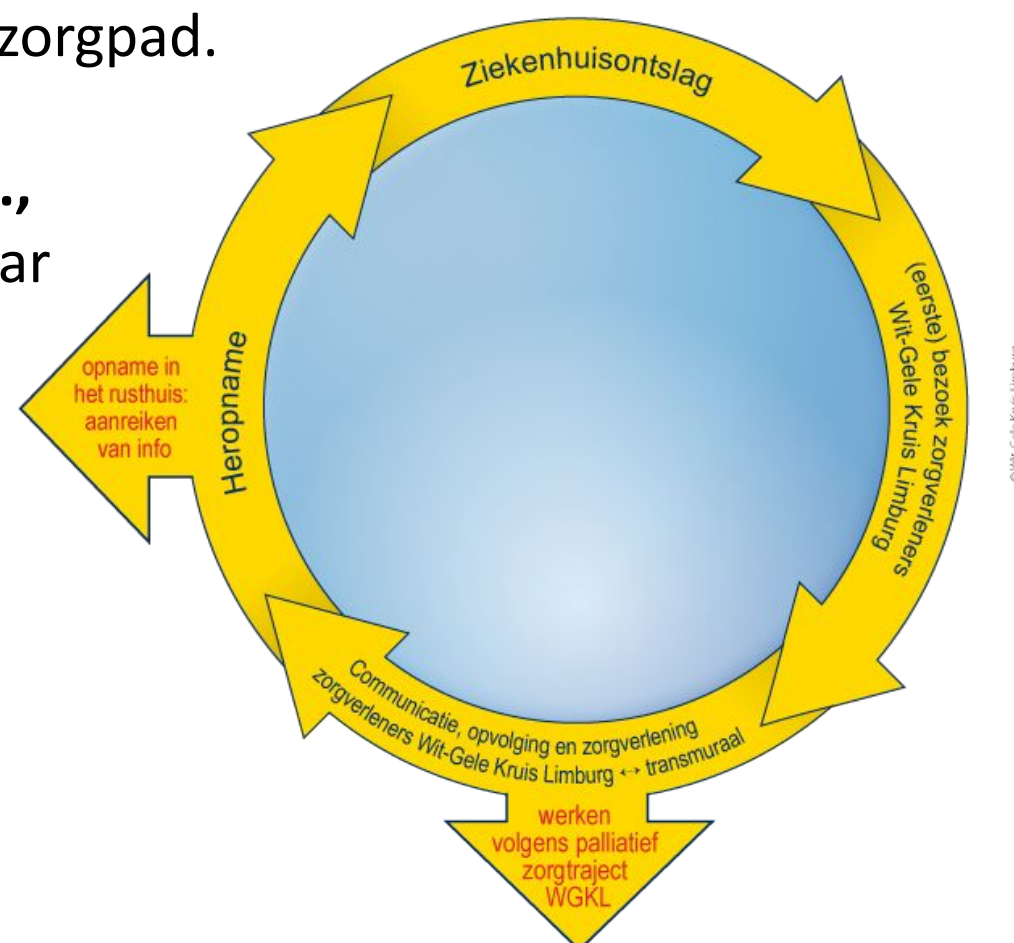 zorgpad.
.,
ar
Ziekenhuisontslag
(eerste) bezoek zorgverleners
Wit-Gele Kruis Limburg
Communicatie, opvolging en zorgverlening
zorgverleners Wit-Gele Kruis Limburg ↔ transmuraal
werken
volgens palliatief
zorgtraject
WGKL
Heropname
opname in
het rusthuis:
aanreiken
van info